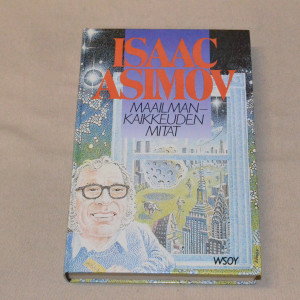 ISAAC
ASIMOV
MAAILMAN–
KAIKKEUDEN
MITAT
WSOY